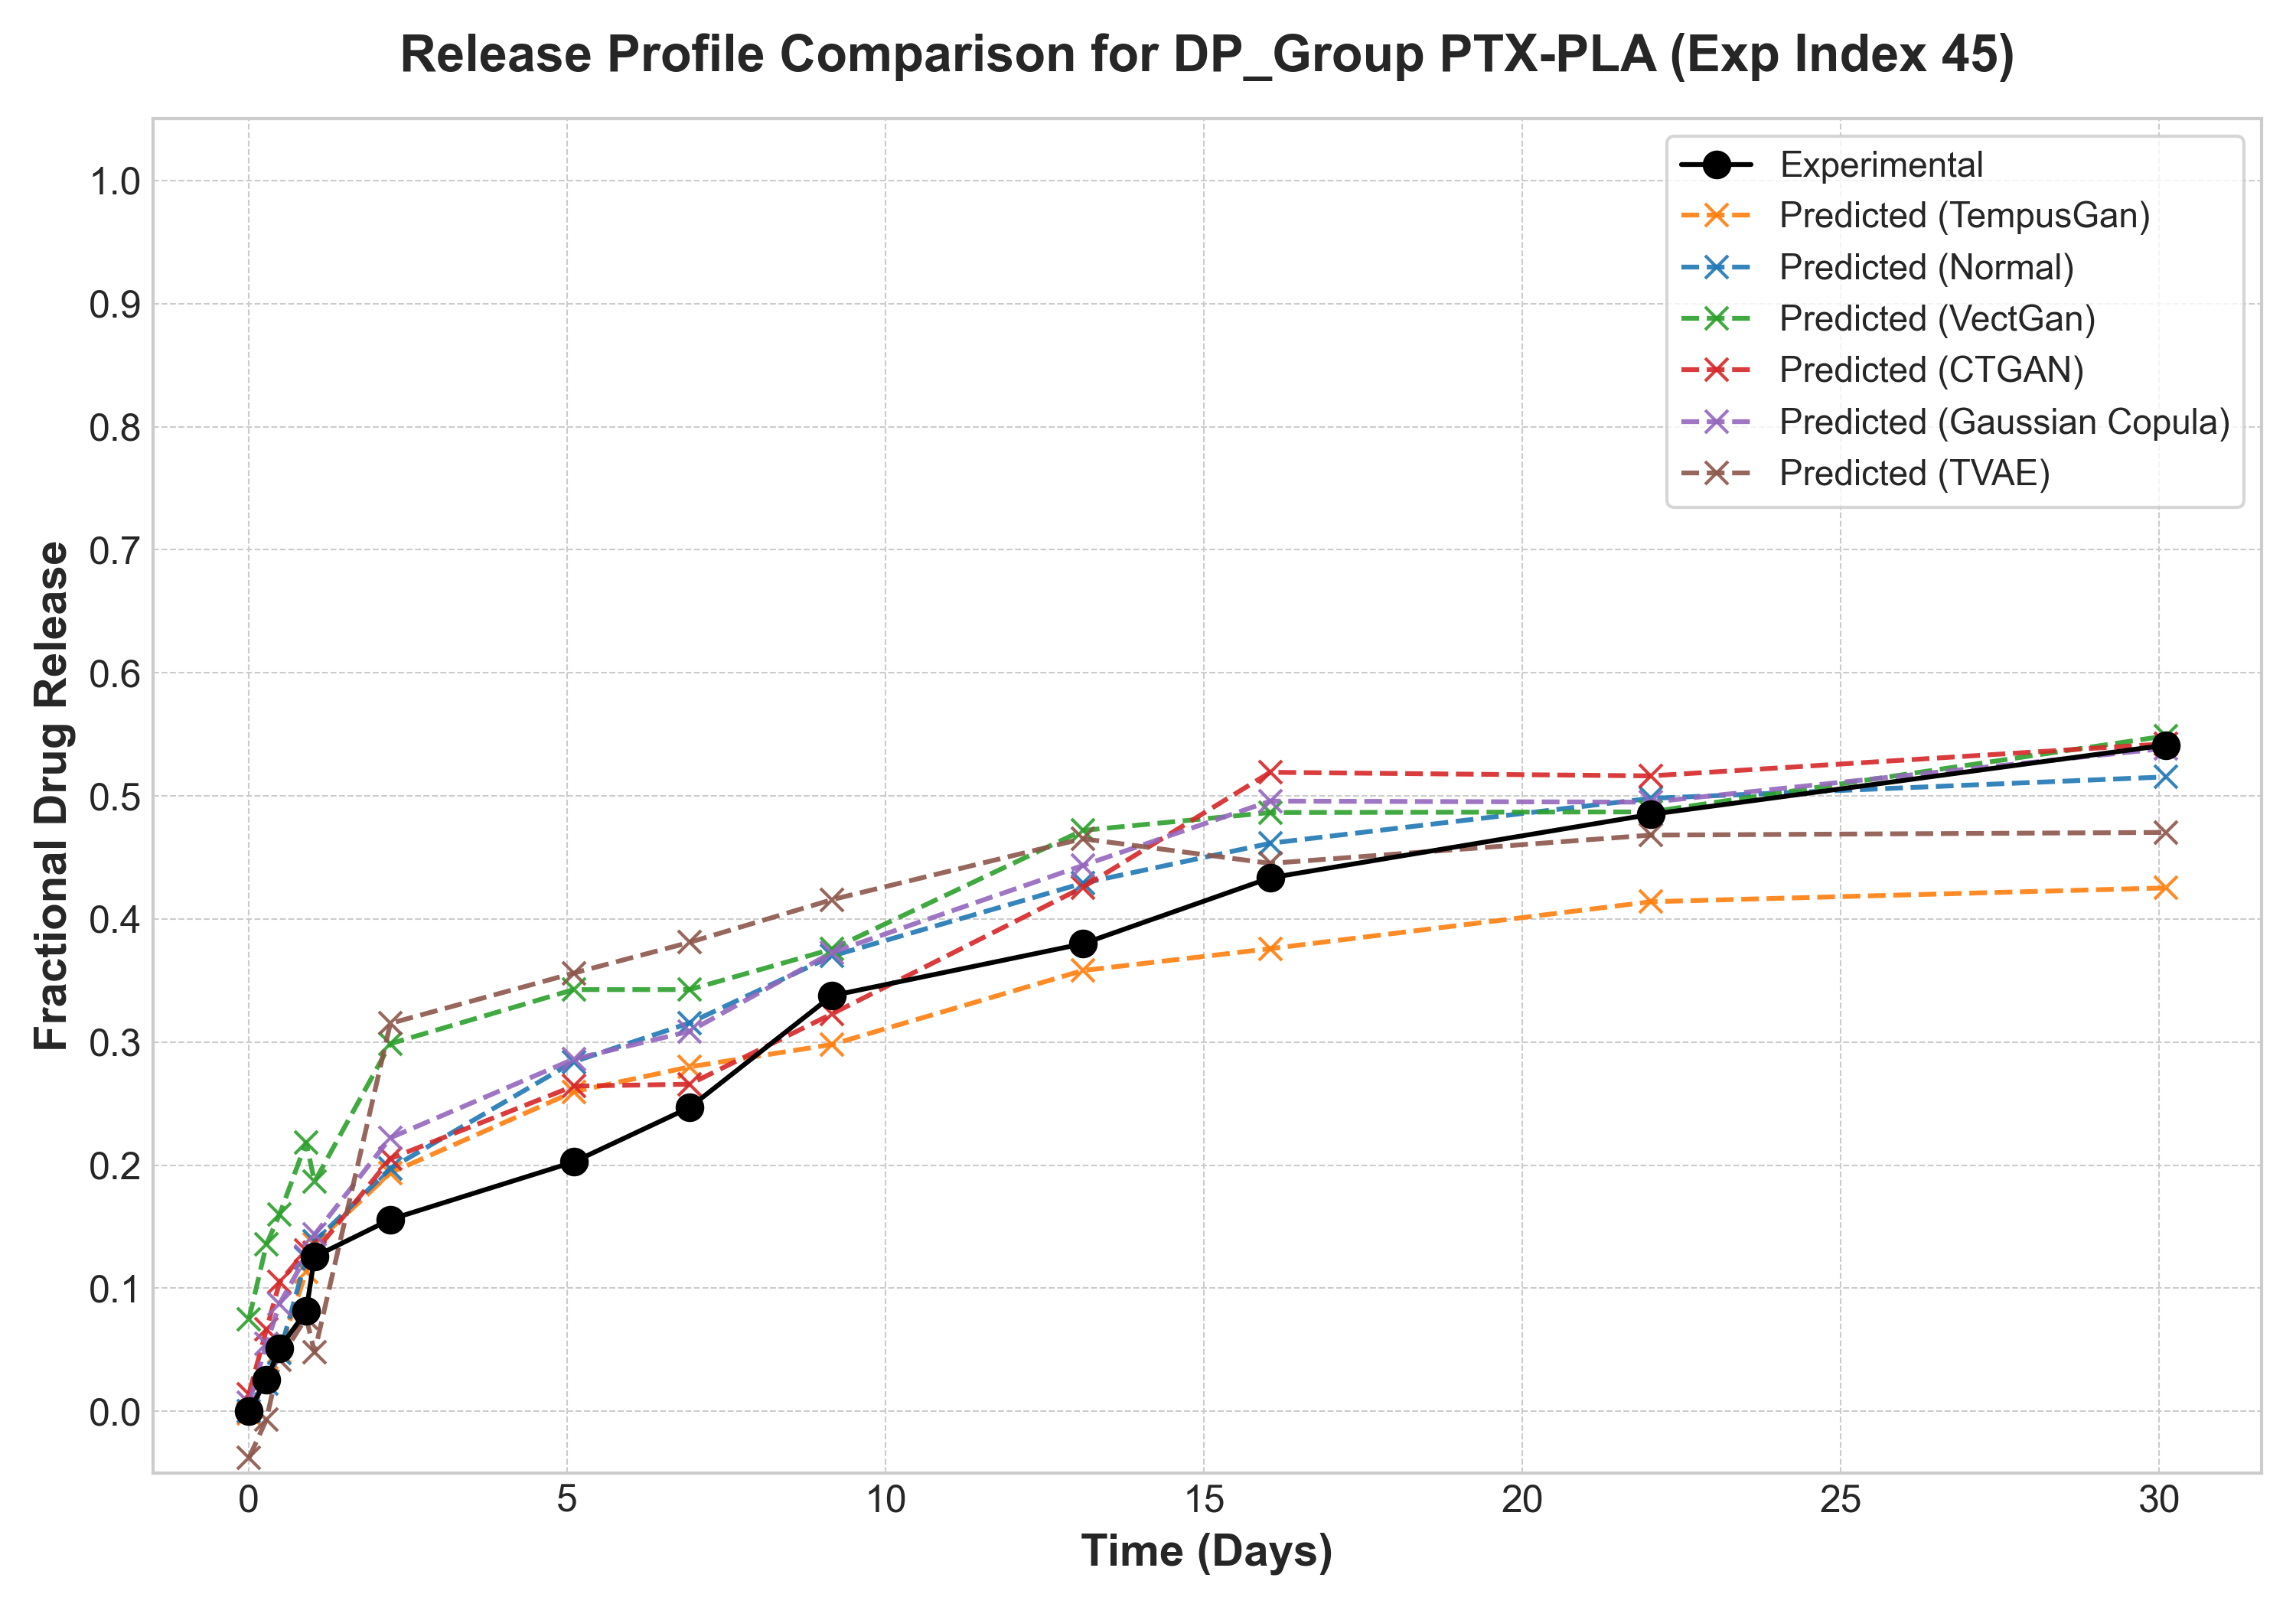 Release Profile Comparison for DP_Group PTX-PLA (Exp Index 45)
Experimental
Predicted (TempusGan)
Predicted (Normal)
Predicted (VectGan)
Predicted (CTGAN)
Predicted (Gaussian Copula)
Predicted (TVAE)
Fractional Drug Release
1.0
0.9
0.8
0.7
0.6
0.5
0.4
0.3
0.2
0.1
0.0
0 5 10 15 20 25 30
Time (Days)